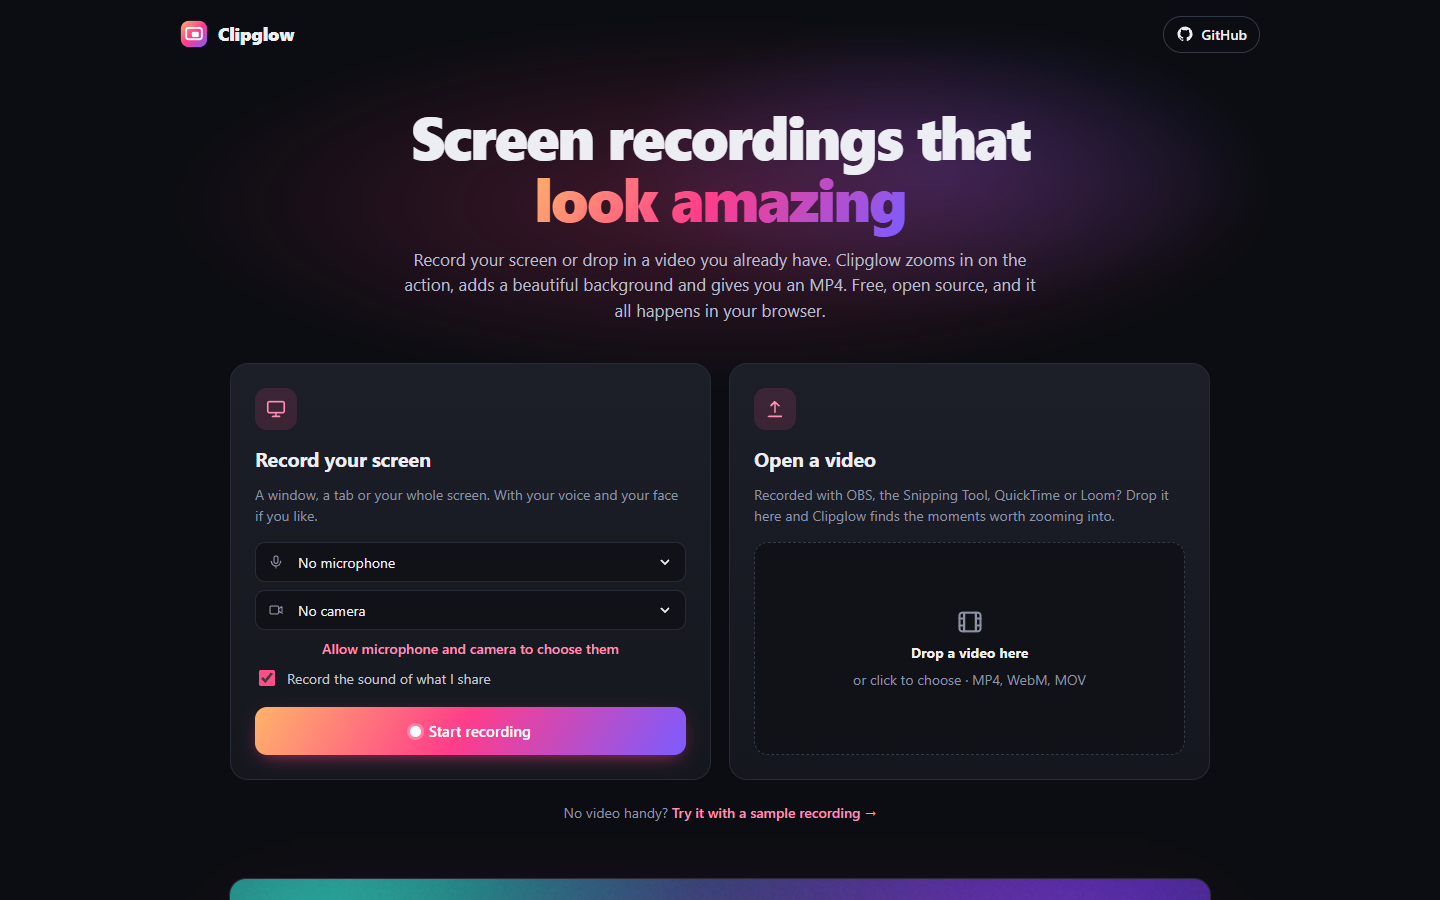 Clipglow
GitHub
Screen recordings that
look amazing
Record your screen or drop in a video you already have. Clipglow zooms in on the
action, adds a beautiful background and gives you an MP4. Free, open source, and it
all happens in your browser.
Record your screen
A window, a tab or your whole screen. With your voice and your face
if you like.
No microphone
No camera
Allow microphone and camera to choose them
Record the sound of what I share
Start recording
Open a video
Recorded with OBS, the Snipping Tool, QuickTime or Loom? Drop it
here and Clipglow finds the moments worth zooming into.
Drop a video here
or click to choose · MP4, WebM, MOV
No video handy? Try it with a sample recording →